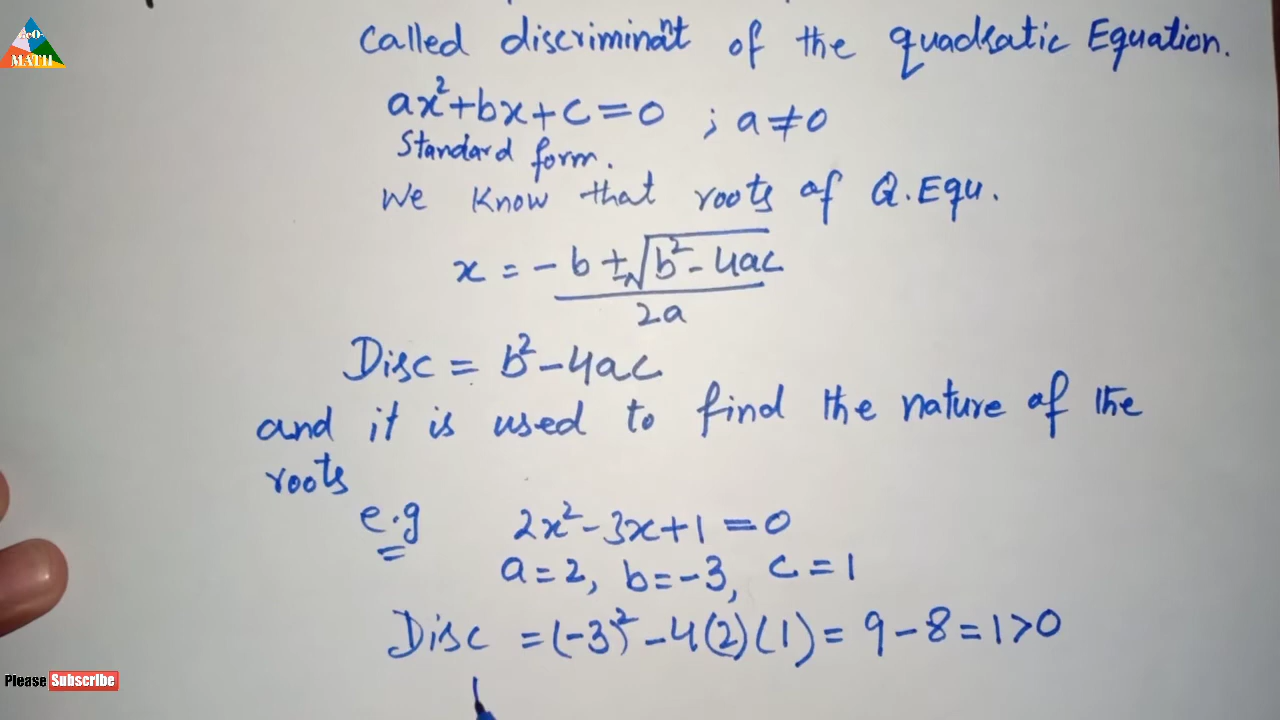 GeO-
MATH
called discriminant of the quadratic Equation.
ax²+bx+c=0 ; a≠0
Standard form.
We Know that roots of Q.Equ.
x = -b ±√b²-4ac
2a
Disc = b²-4ac
and it is used to find the nature of the
roots
e.g 2x²-3x+1=0
a=2, b=-3, c=1
Disc =(-3)²-4(2)(1)=9-8=1>0
Please Subscribe